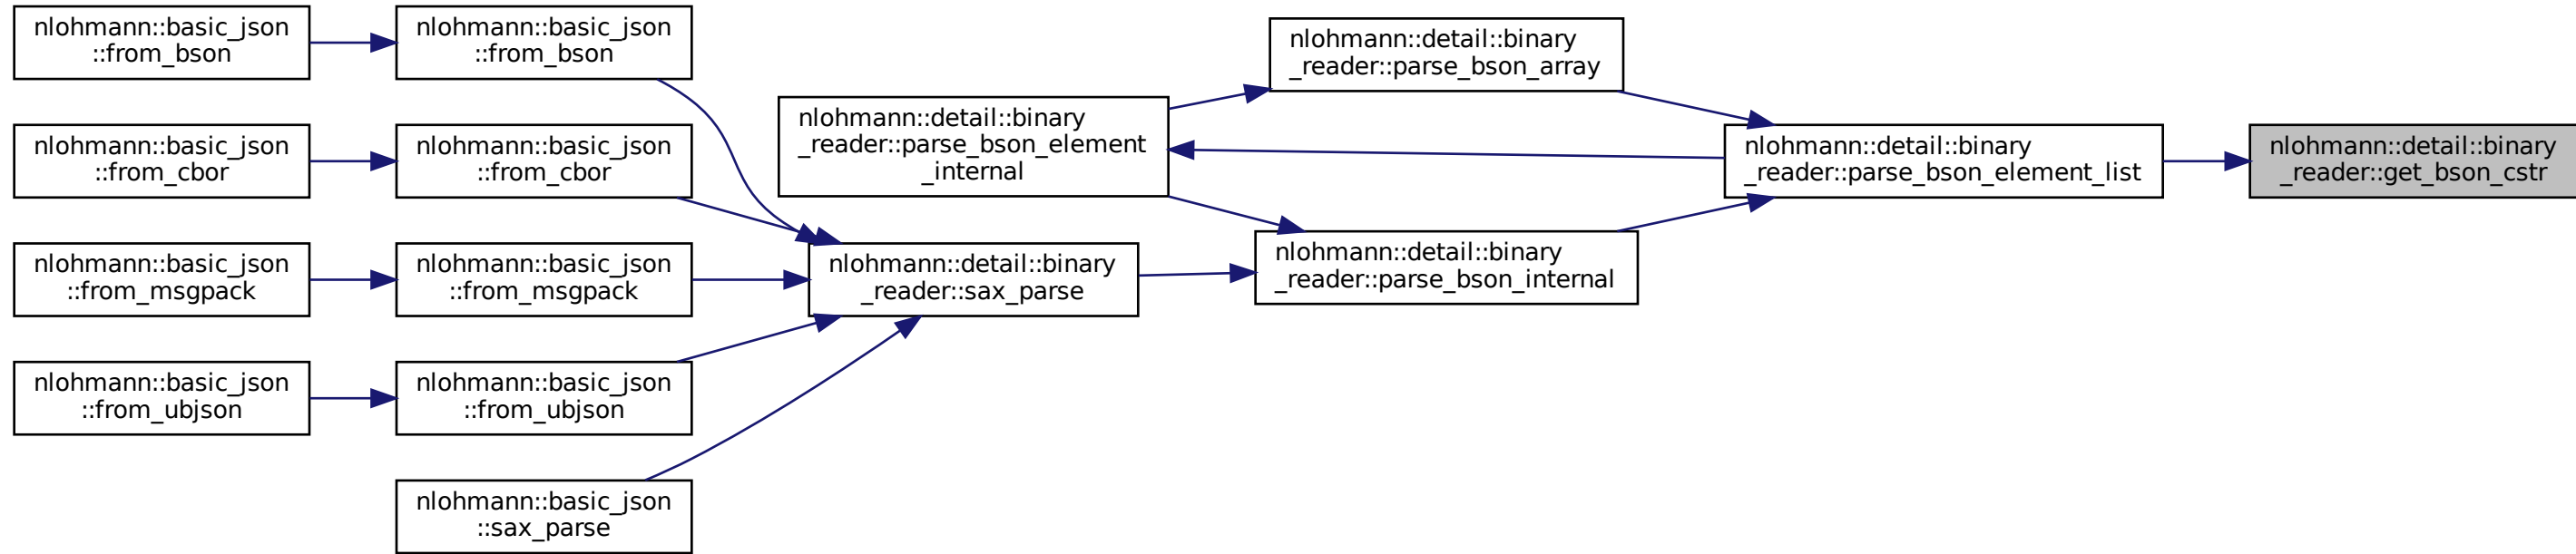 nlohmann::basic_json
::from_bson
nlohmann::basic_json
::from_bson
nlohmann::basic_json
::from_cbor
nlohmann::basic_json
::from_cbor
nlohmann::basic_json
::from_msgpack
nlohmann::basic_json
::from_msgpack
nlohmann::basic_json
::from_ubjson
nlohmann::basic_json
::from_ubjson
nlohmann::basic_json
::sax_parse
nlohmann::detail::binary
_reader::parse_bson_element
_internal
nlohmann::detail::binary
_reader::sax_parse
nlohmann::detail::binary
_reader::parse_bson_array
nlohmann::detail::binary
_reader::parse_bson_internal
nlohmann::detail::binary
_reader::parse_bson_element_list
nlohmann::detail::binary
_reader::get_bson_cstr